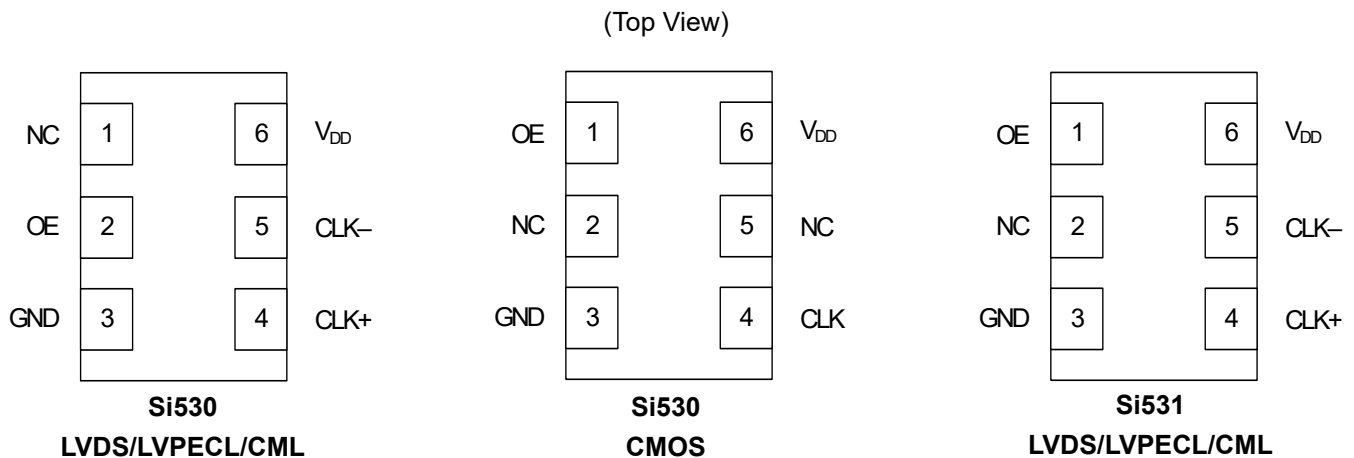 (Top View)
NC 1 6 VDD
OE 2 5 CLK–
GND 3 4 CLK+
Si530
LVDS/LVPECL/CML
OE 1 6 VDD
NC 2 5 NC
GND 3 4 CLK
Si530
CMOS
OE 1 6 VDD
NC 2 5 CLK–
GND 3 4 CLK+
Si531
LVDS/LVPECL/CML